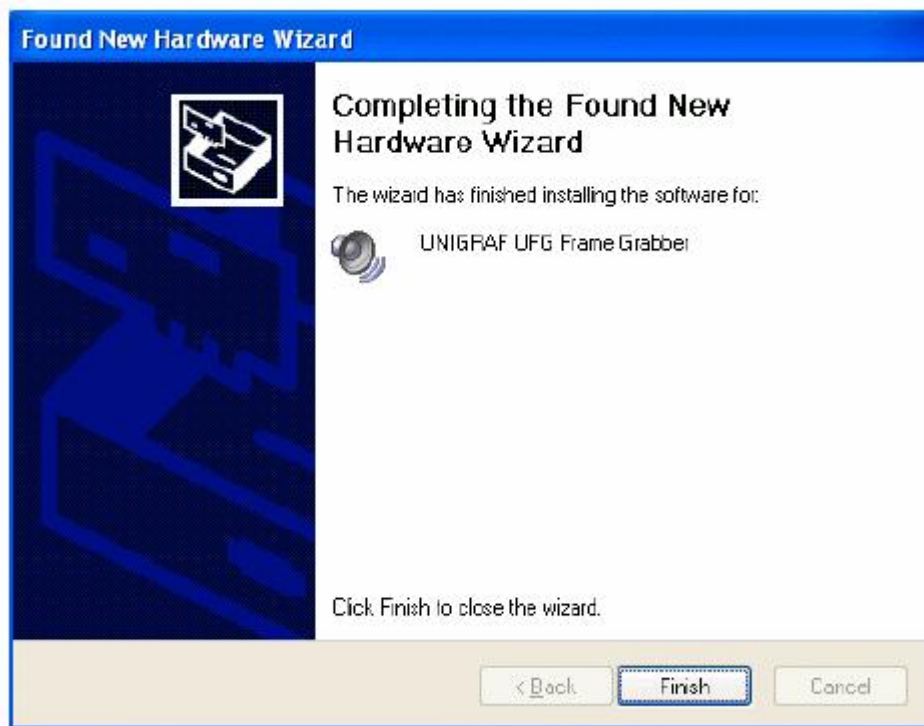 Found New Hardware Wizard
Completing the Found New
Hardware Wizard
The wizard has finished installing the software for:
UNIGRAF UFG Frame Grabber
Click Finish to close the wizard.
< Back
Finish
Cancel